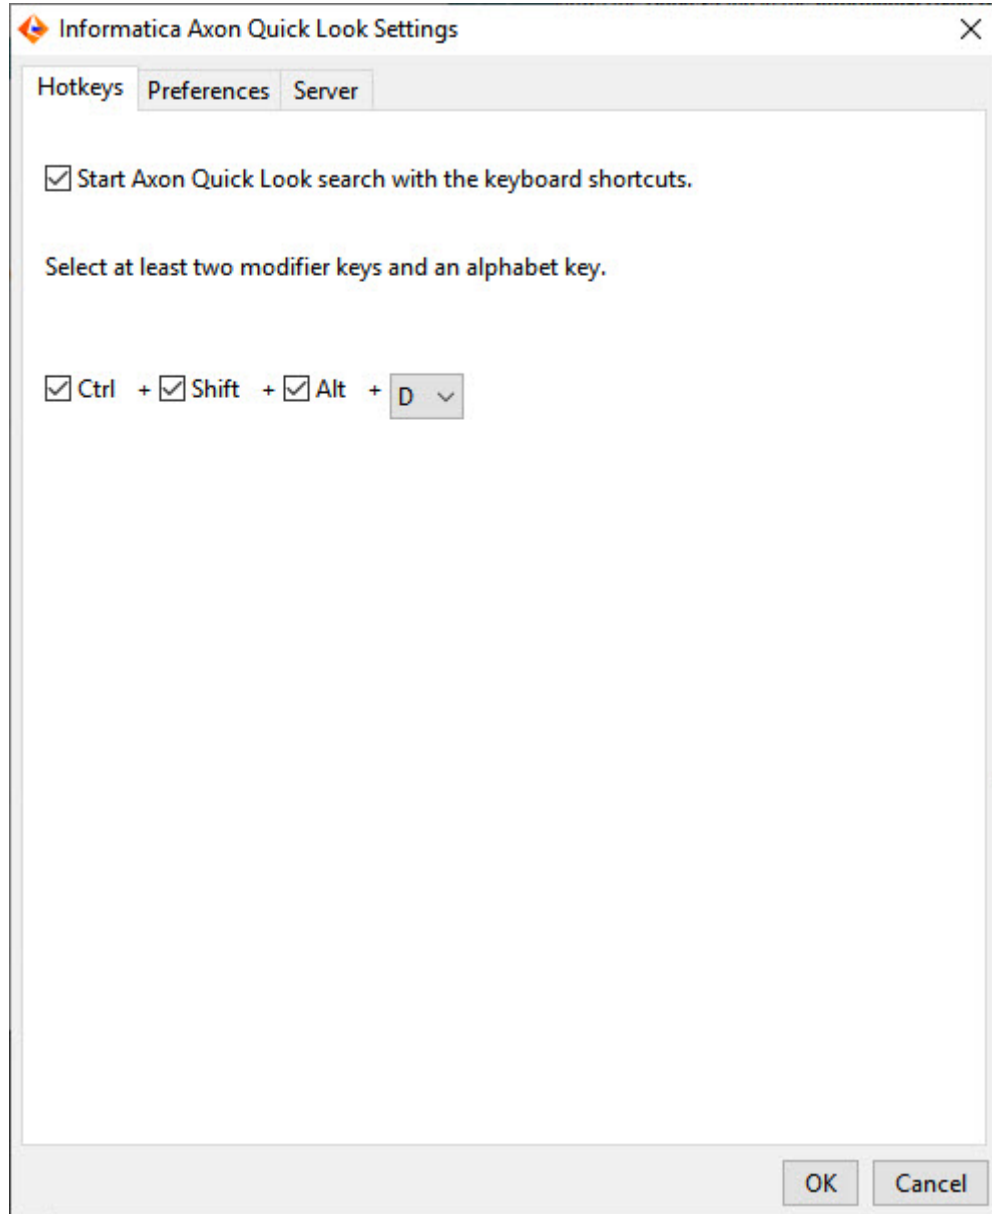 Informatica Axon Quick Look Settings
Hotkeys Preferences Server
Start Axon Quick Look search with the keyboard shortcuts.
Select at least two modifier keys and an alphabet key.
Ctrl + Shift + Alt + D
OK Cancel